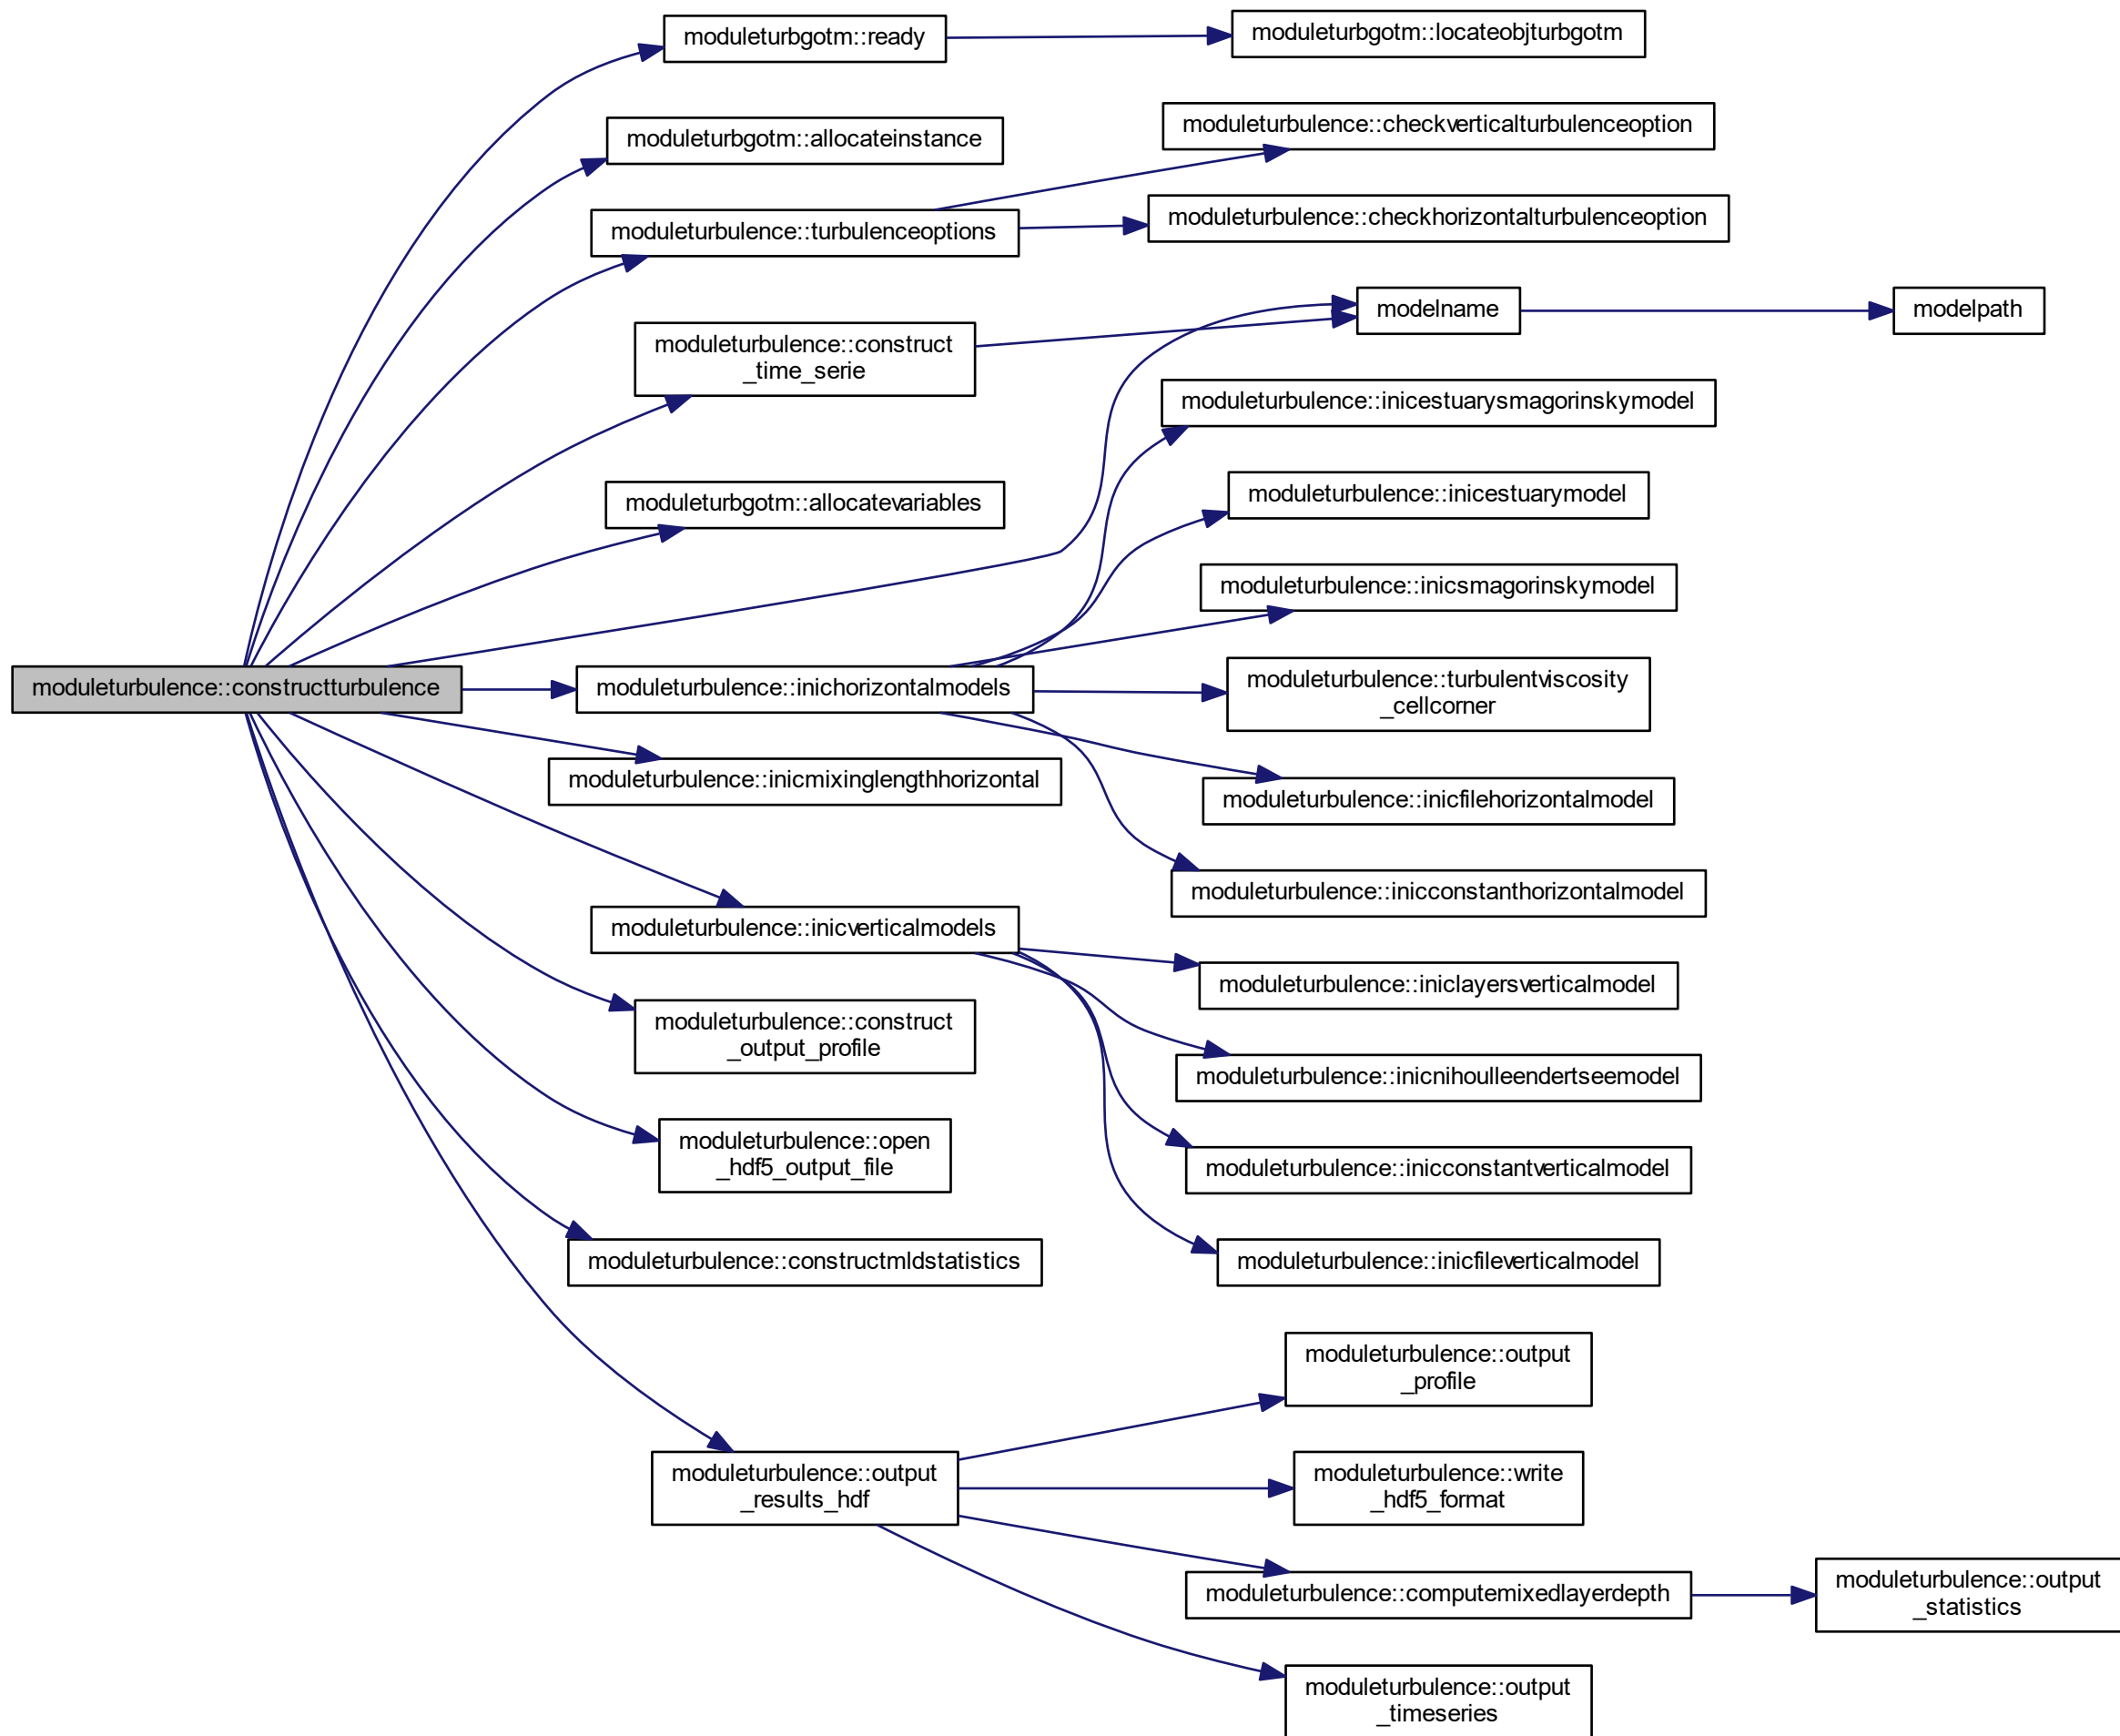 moduleturbgotm::ready
moduleturbgotm::locateobjturbgotm
moduleturbgotm::allocateinstance
moduleturbulence::checkverticalturbulenceoption
moduleturbulence::turbulenceoptions
moduleturbulence::checkhorizontalturbulenceoption
moduleturbulence::construct
_time_serie
modelname
modelpath
moduleturbulence::inicestuarysmagorinskymodel
moduleturbgotm::allocatevariables
moduleturbulence::inicestuarymodel
moduleturbulence::inicsmagorinskymodel
moduleturbulence::constructturbulence
moduleturbulence::inichorizontalmodels
moduleturbulence::turbulentviscosity
_cellcorner
moduleturbulence::inicmixinglengthhorizontal
moduleturbulence::inicfilehorizontalmodel
moduleturbulence::inicconstanthorizontalmodel
moduleturbulence::inicverticalmodels
moduleturbulence::iniclayersverticalmodel
moduleturbulence::construct
_output_profile
moduleturbulence::inicnihoulleendertseemodel
moduleturbulence::open
_hdf5_output_file
moduleturbulence::inicconstantverticalmodel
moduleturbulence::constructmldstatistics
moduleturbulence::inicfileverticalmodel
moduleturbulence::output
_profile
moduleturbulence::output
_results_hdf
moduleturbulence::write
_hdf5_format
moduleturbulence::computemixedlayerdepth
moduleturbulence::output
_statistics
moduleturbulence::output
_timeseries